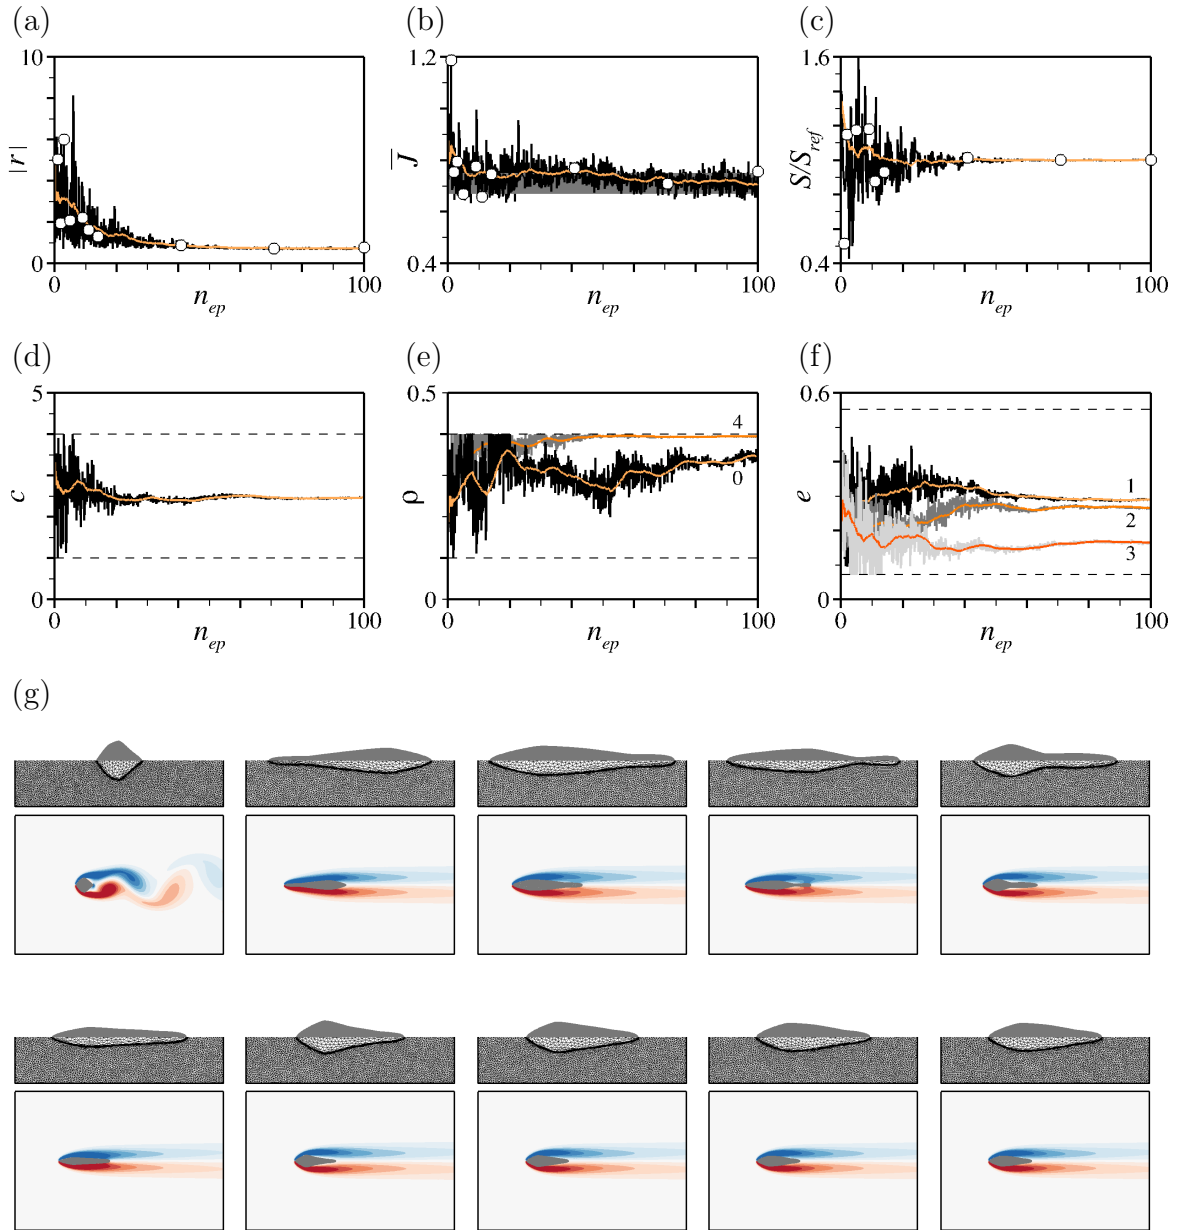 (a) (b) (c)
10 1.2 1.6
|r| J S/S_ref
0 0.4 0.4
0 100 0 100 0 100
n_ep n_ep n_ep
(d) (e) (f)
5 0.5 0.6
4
1
c ρ 0 e 2
3
0 0 0
0 100 0 100 0 100
n_ep n_ep n_ep
(g)